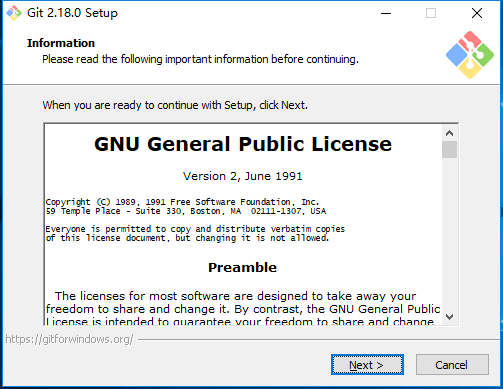 Git 2.18.0 Setup
Information
Please read the following important information before continuing.
When you are ready to continue with Setup, click Next.
GNU General Public License
Version 2, June 1991
Copyright (C) 1989, 1991 Free Software Foundation, Inc.
59 Temple Place - Suite 330, Boston, MA  02111-1307, USA
Everyone is permitted to copy and distribute verbatim copies
of this license document, but changing it is not allowed.
Preamble
The licenses for most software are designed to take away your
freedom to share and change it. By contrast, the GNU General Public
License is intended to guarantee your freedom to share and change
https://gitforwindows.org/
Next >
Cancel